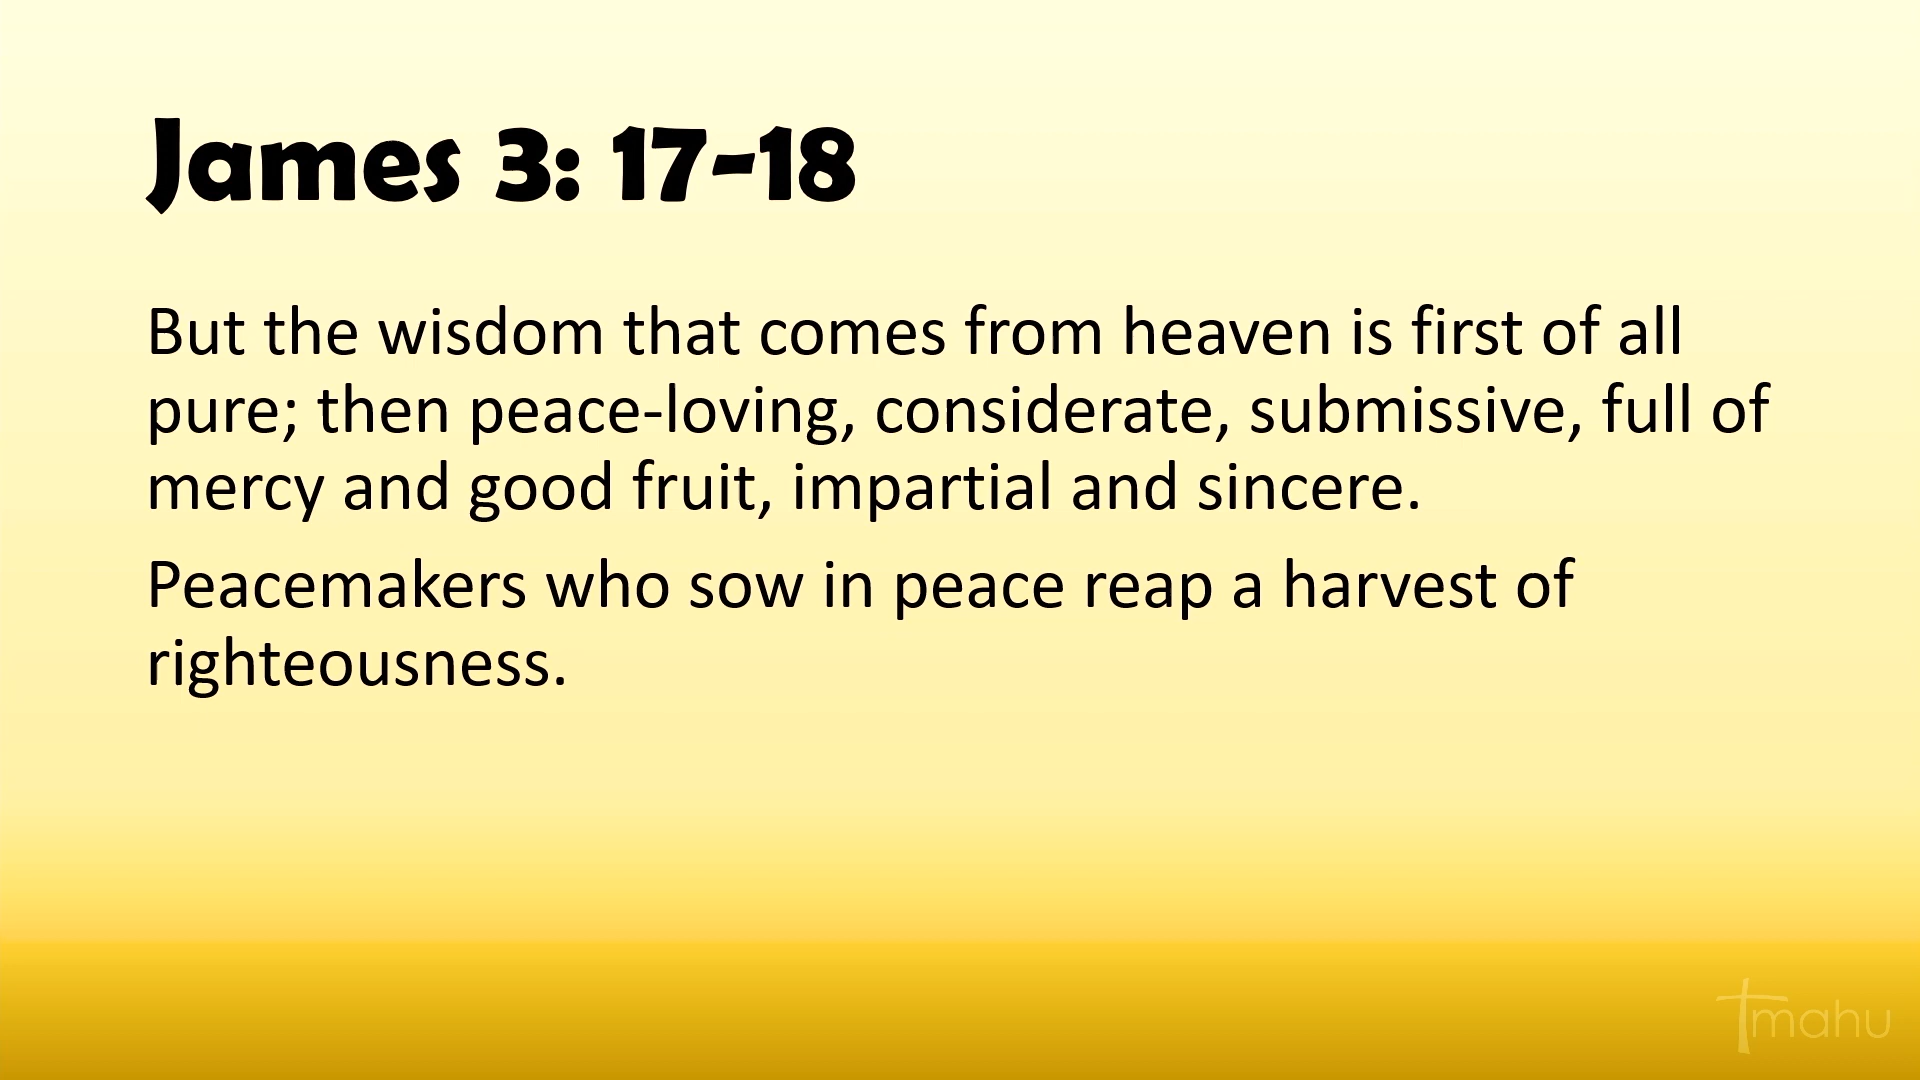 James 3: 17-18
But the wisdom that comes from heaven is first of all
pure; then peace-loving, considerate, submissive, full of
mercy and good fruit, impartial and sincere.
Peacemakers who sow in peace reap a harvest of
righteousness.
mahu